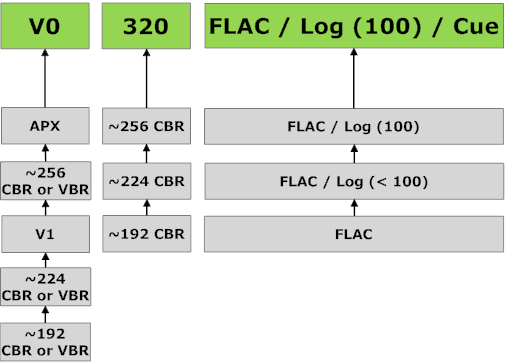 V0
320
FLAC / Log (100) / Cue
APX
~256 CBR
FLAC / Log (100)
~256
CBR or VBR
~224 CBR
FLAC / Log (< 100)
V1
~192 CBR
FLAC
~224
CBR or VBR
~192
CBR or VBR